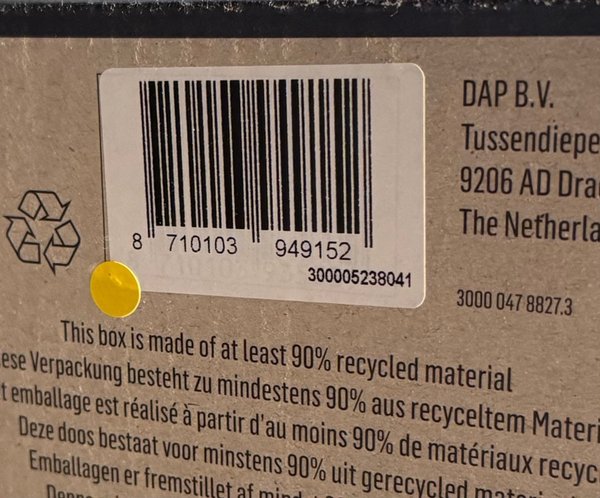 8 710103 949152
300005238041
DAP B.V.
Tussendiepe
9206 AD Dra
The Netherla
3000 047 8827.3
This box is made of at least 90% recycled material
ese Verpackung besteht zu mindestens 90% aus recyceltem Materi
t emballage est réalisé à partir d'au moins 90% de matériaux recyc
Deze doos bestaat voor minstens 90% uit gerecycled
Emballagen er fremstillet af